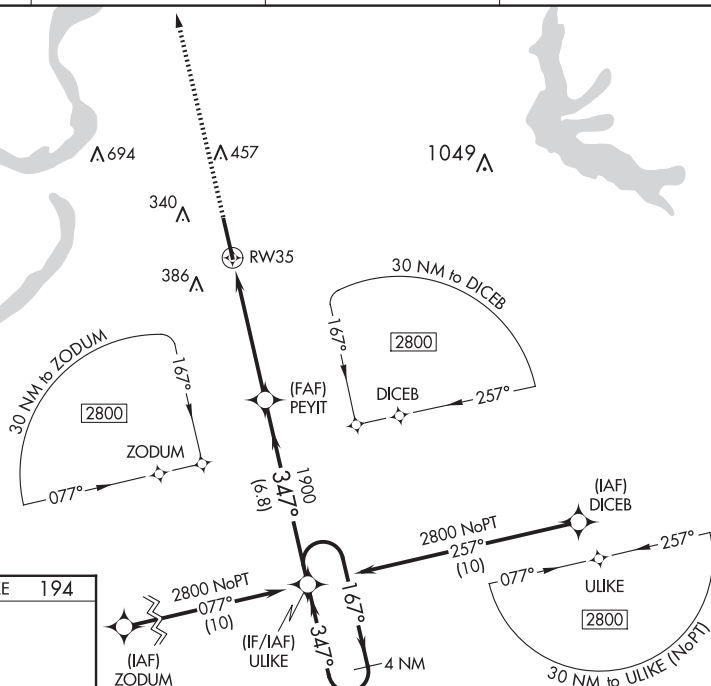 694
457
1049
340
RW35
386
30 NM to DICEB
2800
167°
DICEB
257°
30 NM to ZODUM
2800
167°
ZODUM
077°
(FAF)
PEYIT
1900
347°
(6.8)
(IAF)
DICEB
2800 NoPT
257°
(10)
2800 NoPT
077°
(10)
(IAF)
ZODUM
(IF/IAF)
ULIKE
167°
347°
4 NM
077°
257°
ULIKE
2800
30 NM to ULIKE (NoPT)
194